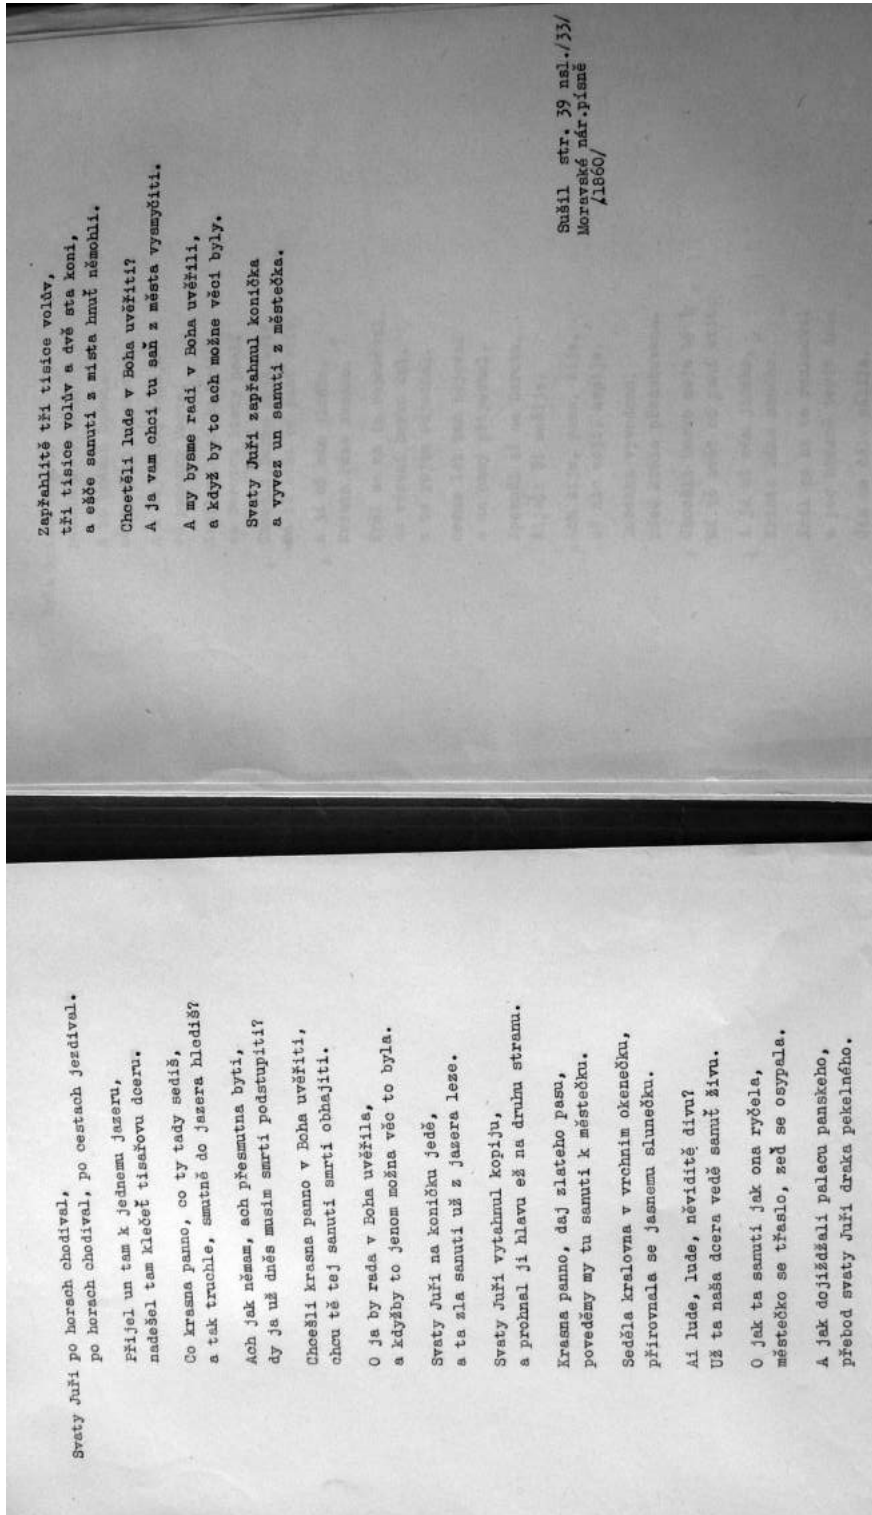 Svaty Juři po horach chodival,
po horach chodival, po cestach jezdival.
Přijel un tam k jednemu jazeru,
nadešel tam klečeť tisařovu dceru.
Co krasna panno, co ty tady sediš,
a tak truchle, smutně do jazera hlediš?
Ach jak němam, ach přesmutna byti,
dy ja už dněs musim smrti podstupiti?
Chcešli krasna panno v Boha uvěřiti,
chcu tě tej sanuti smrti obhajiti.
O ja by rada v Boha uvěřila,
a kdyžby to jenom možna věc to byla.
Svaty Juři na koničku jedě,
a ta zla sanuti už z jazera leze.
Svaty Juři vytahnul kopiju,
a prohnal ji hlavu ež na druhu stranu.
Krasna panno, daj zlateho pasu,
poveděmy my tu sanuti k městečku.
Seděla kralovna v vrchnim okenečku,
přirovnala se jasnemu slunečku.
Ai lude, lude, něviditě divu?
Už ta naša dcera vedě sanuť živu.
O jak ta sanuti jak ona ryčela,
městečko se třaslo, zeď se osypala.
A jak dojiždžali palacu panskeho,
přebod svaty Juři draka pekelného.
Zapřahlitě tři tisice volův,
tři tisice volův a dvě sta koni,
a ešče sanuti z mista hnuť němohli.
Chcetěli lude v Boha uvěřiti?
A ja vam chci tu saň z města vysmyčiti.
A my bysme radi v Boha uvěřili,
a když by to ach možne věci byly.
Svaty Juři zapřahnul konička
a vyvez un sanuti z městečka.
Sušil str. 39 nsl./33/
Moravské nár.písně
/1860/